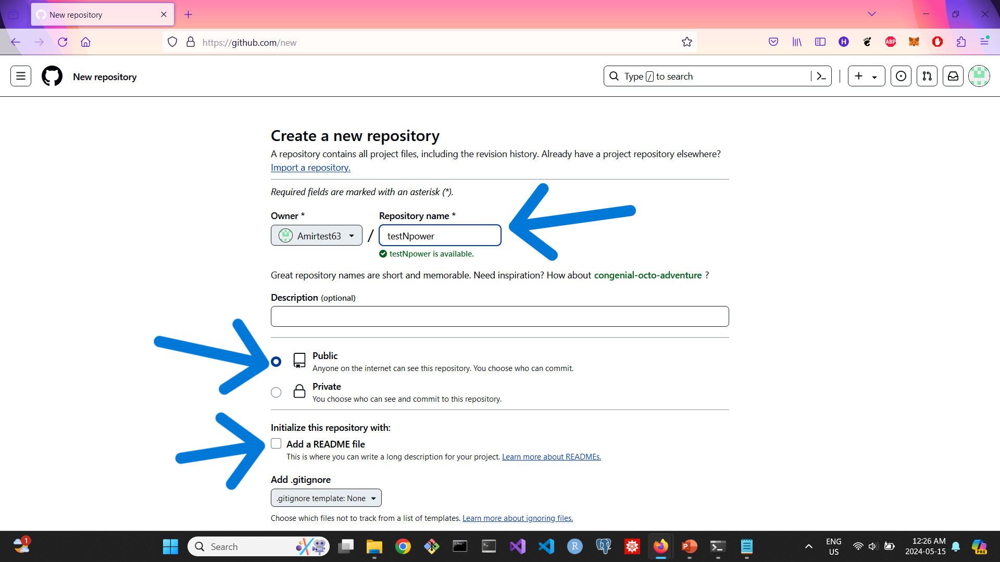 New repository
https://github.com/new
H
ABP
New repository
Type / to search
Create a new repository
A repository contains all project files, including the revision history. Already have a project repository elsewhere?
Import a repository.
Required fields are marked with an asterisk (*).
Owner *
Repository name *
Amirtest63
/
testNpower
testNpower is available.
Great repository names are short and memorable. Need inspiration? How about congenial-octo-adventure ?
Description (optional)
Public
Anyone on the internet can see this repository. You choose who can commit.
Private
You choose who can see and commit to this repository.
Initialize this repository with:
Add a README file
This is where you can write a long description for your project. Learn more about READMEs.
Add .gitignore
.gitignore template: None
Choose which files not to track from a list of templates. Learn more about ignoring files.
1
Search
R
P
ENG
US
12:26 AM
2024-05-15
PRE